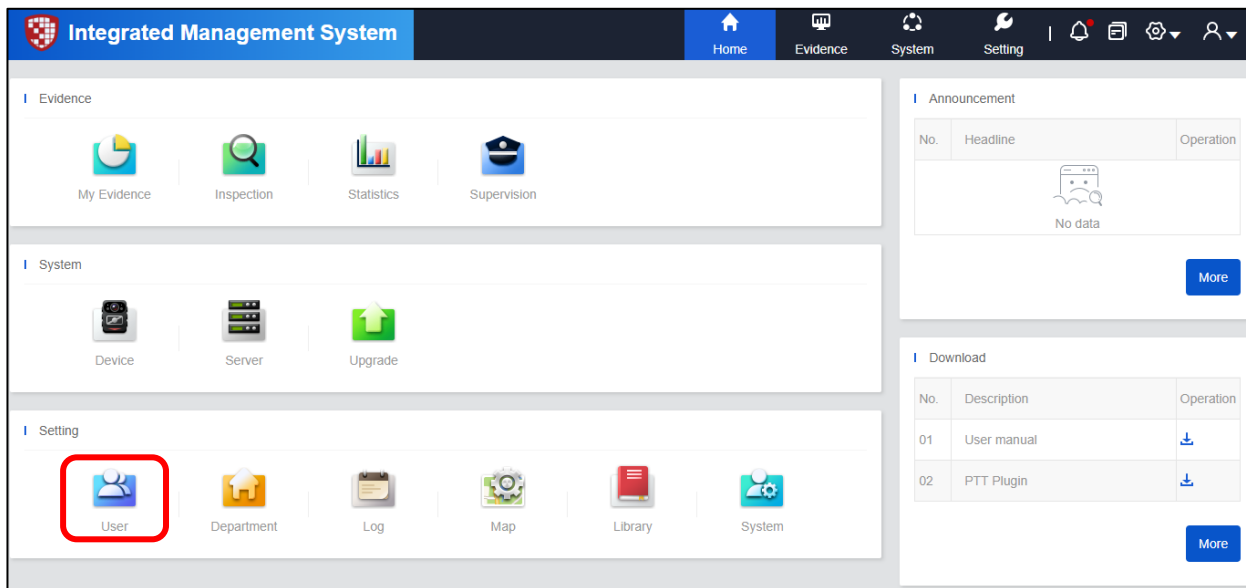 Integrated Management System
Home
Evidence
System
Setting
Evidence
My Evidence
Inspection
Statistics
Supervision
System
Device
Server
Upgrade
Setting
User
Department
Log
Map
Library
System
Announcement
No. Headline Operation
No data
More
Download
No. Description Operation
01 User manual
02 PTT Plugin
More